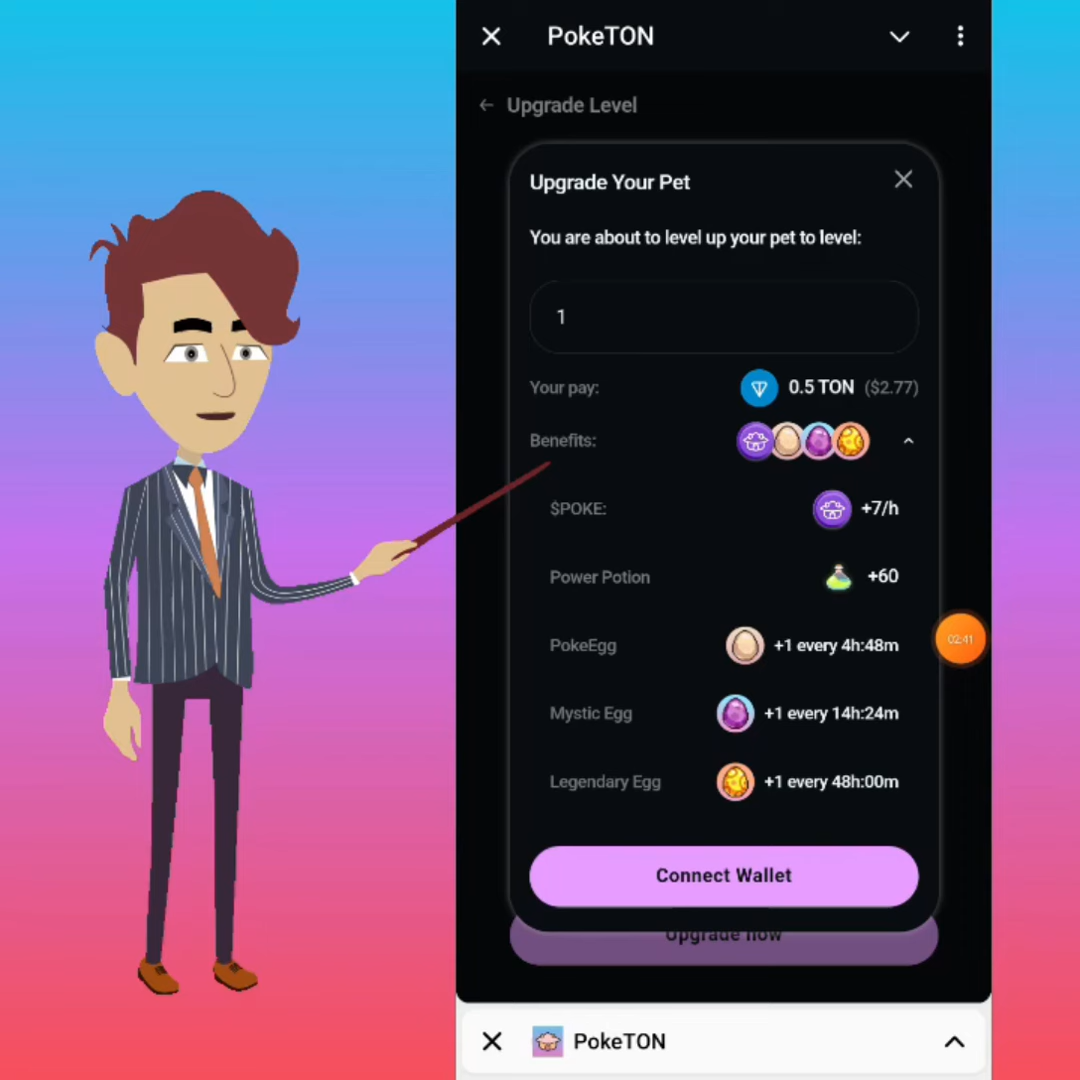 PokeTON
Upgrade Level
Upgrade Your Pet
You are about to level up your pet to level:
1
Your pay: 0.5 TON ($2.77)
Benefits:
$POKE: +7/h
Power Potion +60
PokeEgg +1 every 4h:48m
02:41
Mystic Egg +1 every 14h:24m
Legendary Egg +1 every 48h:00m
Connect Wallet
Upgrade now
PokeTON